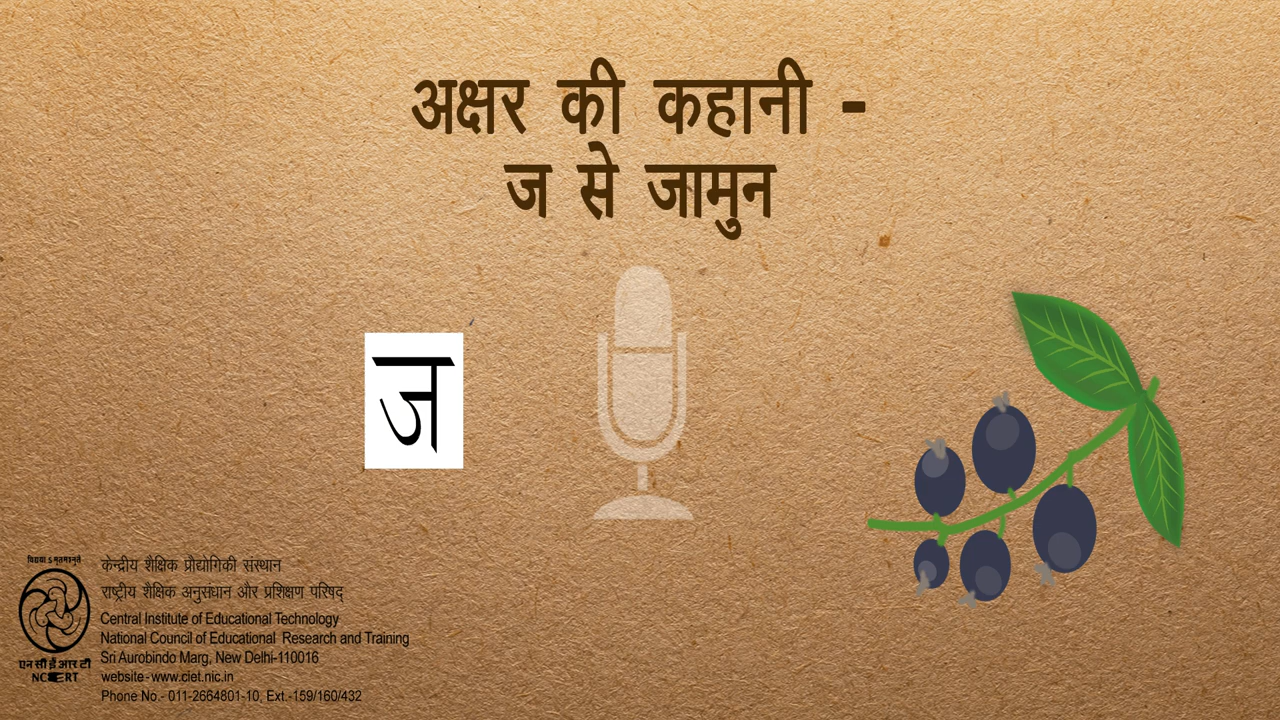 अक्षर की कहानी -
ज से जामुन
ज
विद्यया ऽ मृतमश्नुते
एन सी ई आर टी
NCERT
केन्द्रीय शैक्षिक प्रौद्योगिकी संस्थान
राष्ट्रीय शैक्षिक अनुसंधान और प्रशिक्षण परिषद्
Central Institute of Educational Technology
National Council of Educational Research and Training
Sri Aurobindo Marg, New Delhi-110016
website-www.ciet.nic.in
Phone No.- 011-2664801-10, Ext.-159/160/432